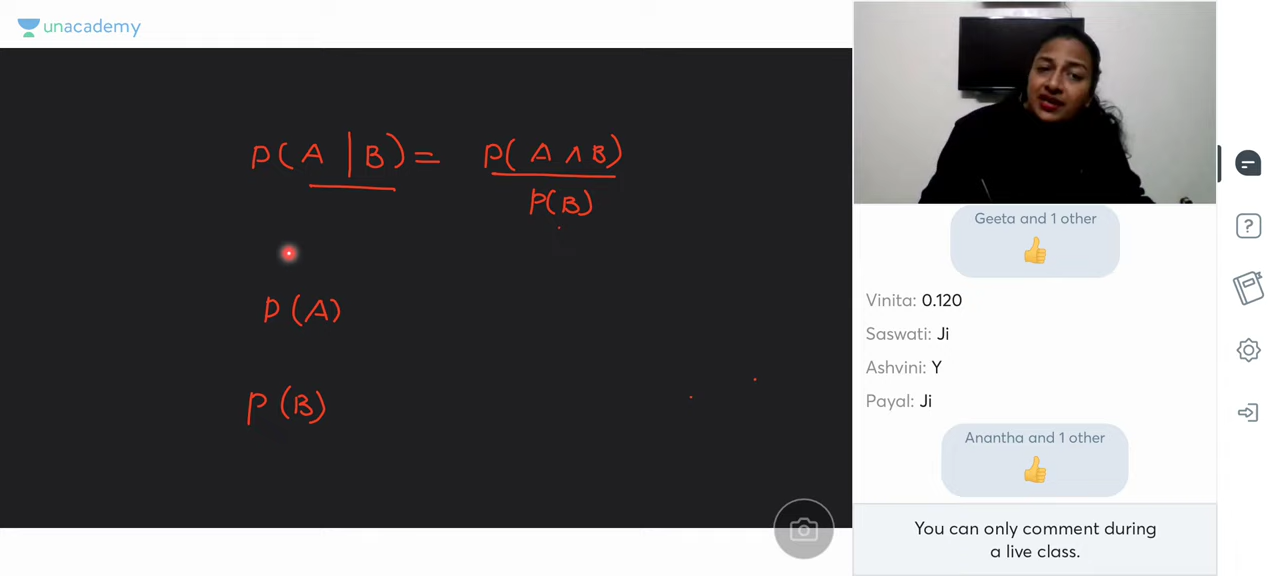 unacademy
P(A|B) = P(A ∧ B)
P(B)
P(A)
P(B)
Geeta and 1 other
👍
Vinita: 0.120
Saswati: Ji
Ashvini: Y
Payal: Ji
Anantha and 1 other
👍
You can only comment during
a live class.